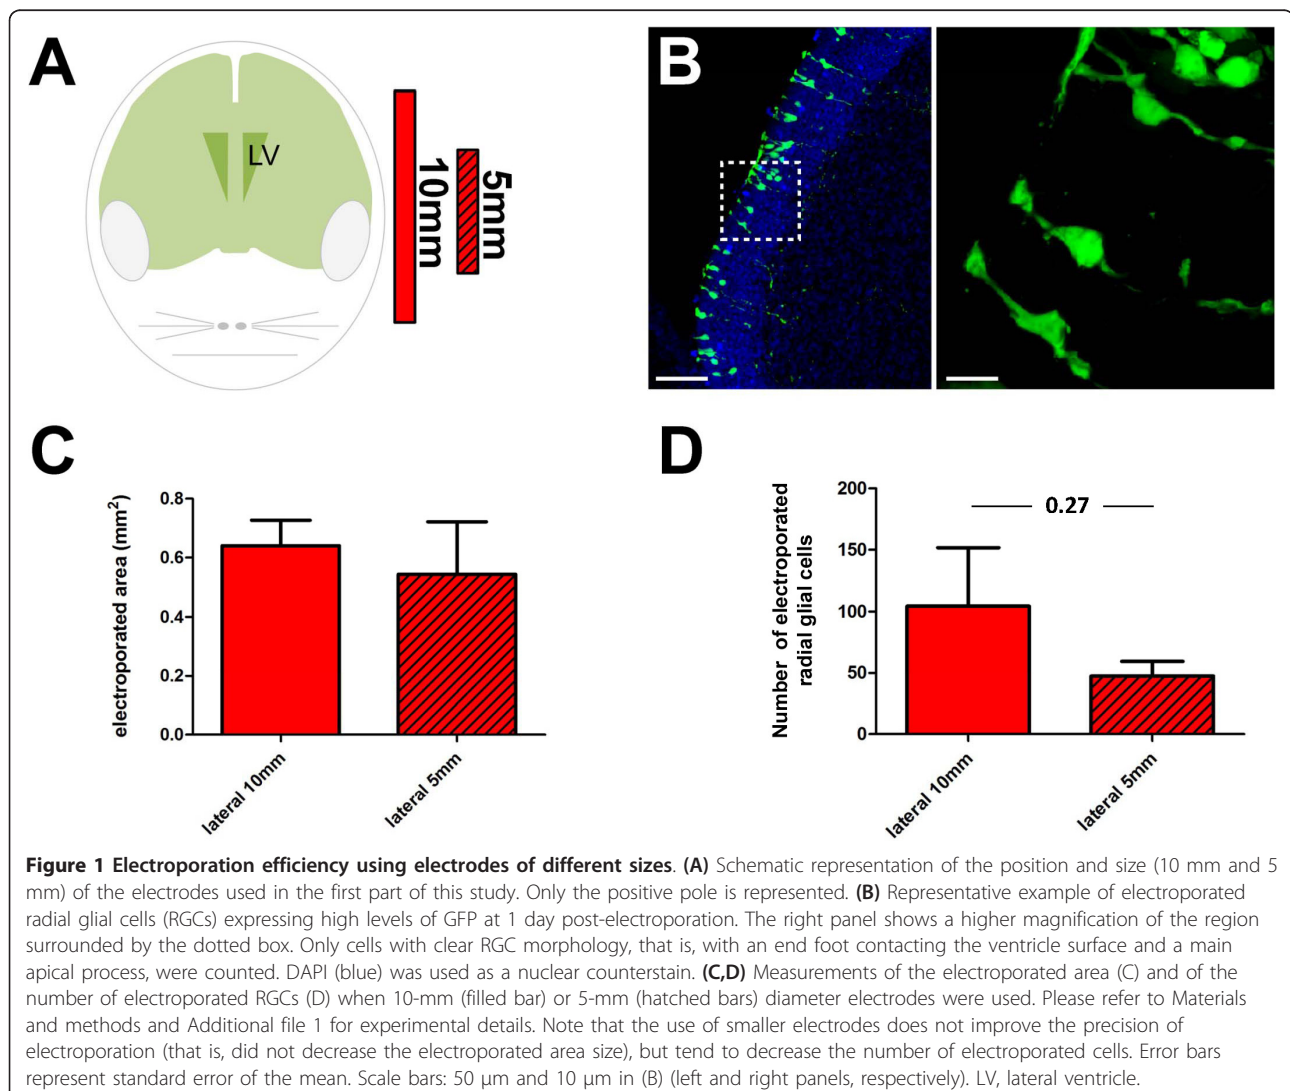 A
LV
10mm
5mm
B
C
electroporated area (mm²)
0.8
0.6
0.4
0.2
0.0
lateral 10mm
lateral 5mm
D
Number of electroporated
radial glial cells
200
150
100
50
0
0.27
lateral 10mm
lateral 5mm
Figure 1 Electroporation efficiency using electrodes of different sizes. (A) Schematic representation of the position and size (10 mm and 5
mm) of the electrodes used in the first part of this study. Only the positive pole is represented. (B) Representative example of electroporated
radial glial cells (RGCs) expressing high levels of GFP at 1 day post-electroporation. The right panel shows a higher magnification of the region
surrounded by the dotted box. Only cells with clear RGC morphology, that is, with an end foot contacting the ventricle surface and a main
apical process, were counted. DAPI (blue) was used as a nuclear counterstain. (C,D) Measurements of the electroporated area (C) and of the
number of electroporated RGCs (D) when 10-mm (filled bar) or 5-mm (hatched bars) diameter electrodes were used. Please refer to Materials
and methods and Additional file 1 for experimental details. Note that the use of smaller electrodes does not improve the precision of
electroporation (that is, did not decrease the electroporated area size), but tend to decrease the number of electroporated cells. Error bars
represent standard error of the mean. Scale bars: 50 μm and 10 μm in (B) (left and right panels, respectively). LV, lateral ventricle.